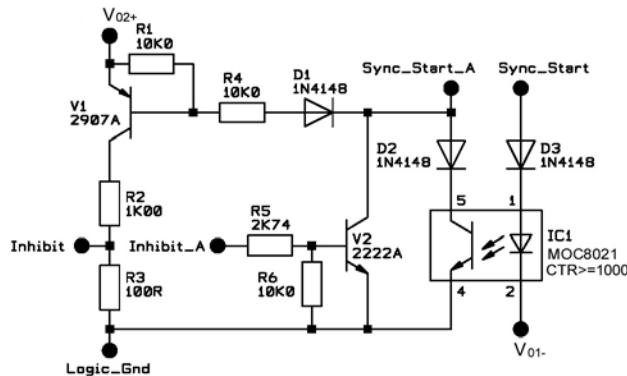 V02+
R1
10K0
Sync_Start_A
Sync_Start
R4
10K0
D1
1N4148
V1
2907A
D2
1N4148
D3
1N4148
R2
1K00
R5
2K74
5
1
Inhibit
Inhibit_A
V2
2222A
IC1
MOC8021
CTR>=1000
R3
100R
R6
10K0
4
2
Logic_Gnd
V01-